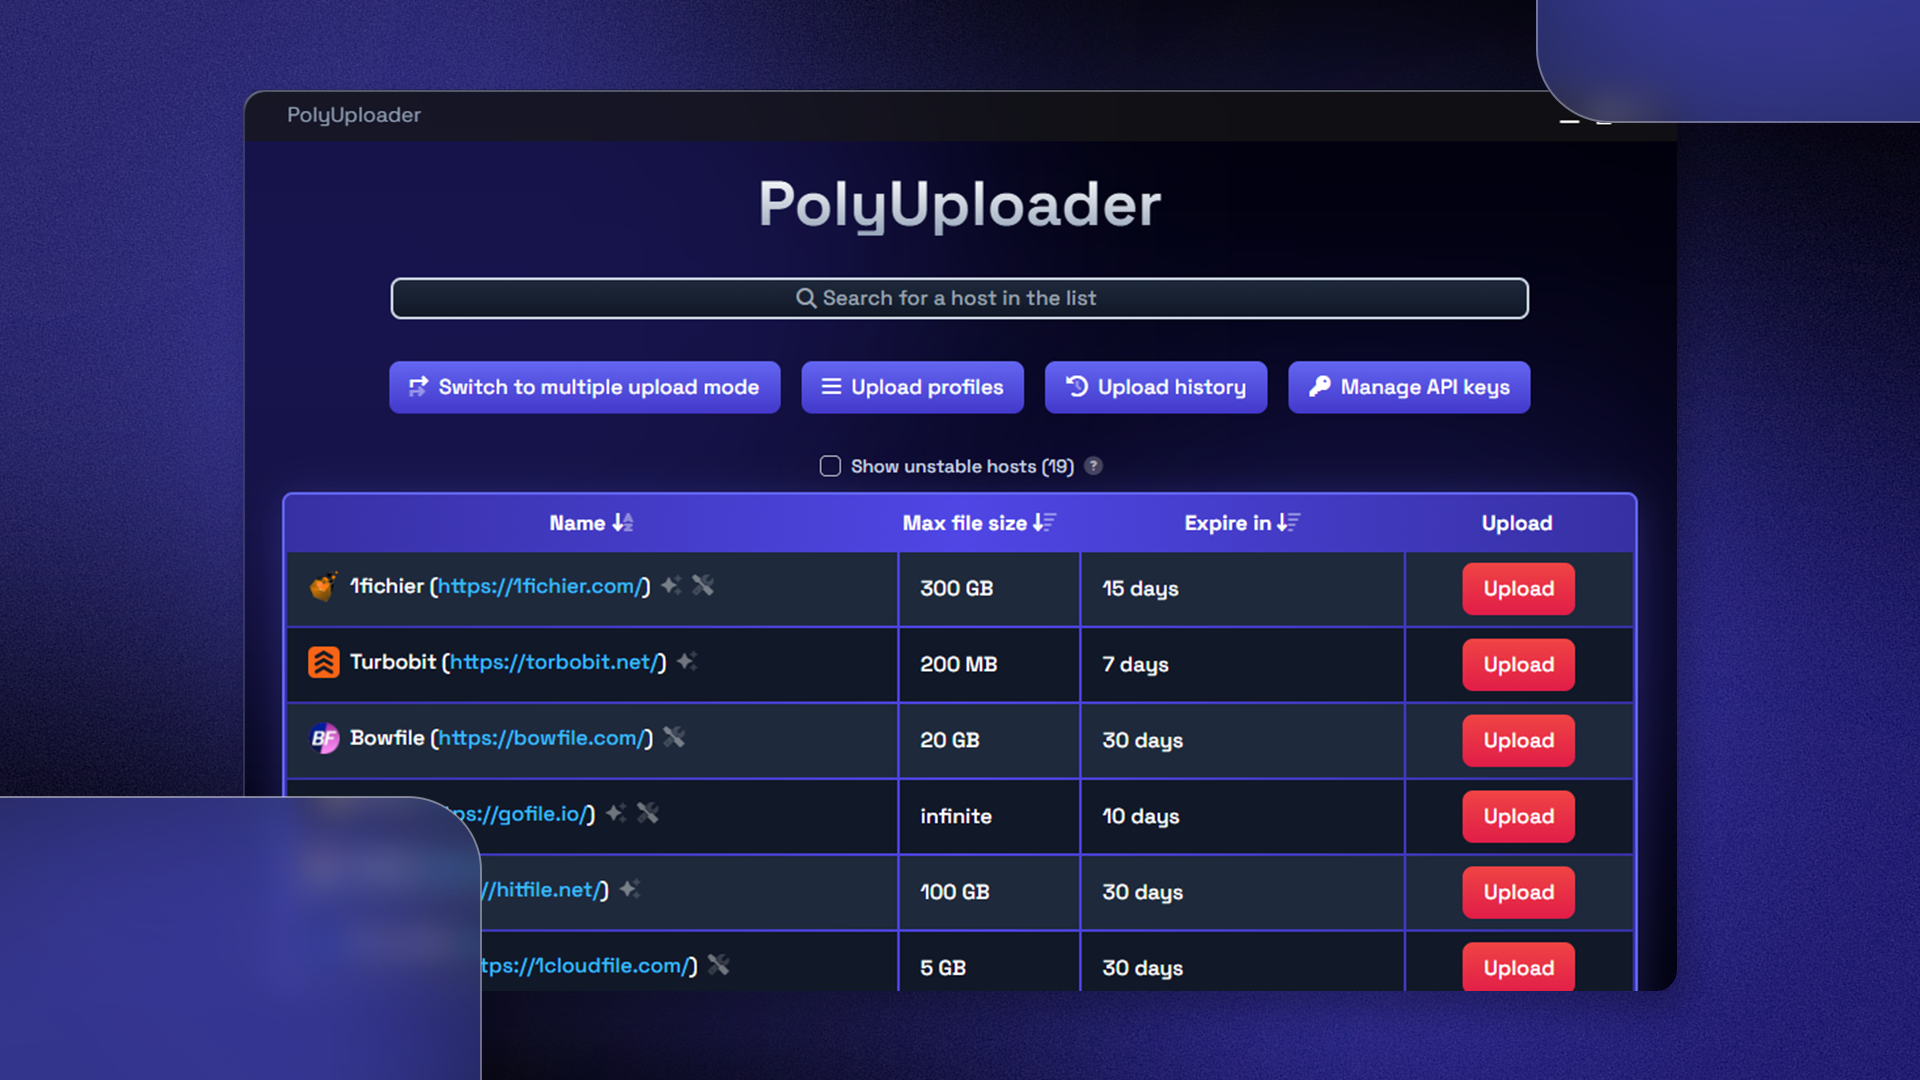 PolyUploader
PolyUploader
Search for a host in the list
Switch to multiple upload mode
Upload profiles
Upload history
Manage API keys
Show unstable hosts (19) ?
Name Max file size Expire in Upload
1fichier (https://1fichier.com/) 300 GB 15 days Upload
Turbobit (https://torbobit.net/) 200 MB 7 days Upload
BF Bowfile (https://bowfile.com/) 20 GB 30 days Upload
ps://gofile.io/) infinite 10 days Upload
//hitfile.net/) 100 GB 30 days Upload
tps://1cloudfile.com/) 5 GB 30 days Upload